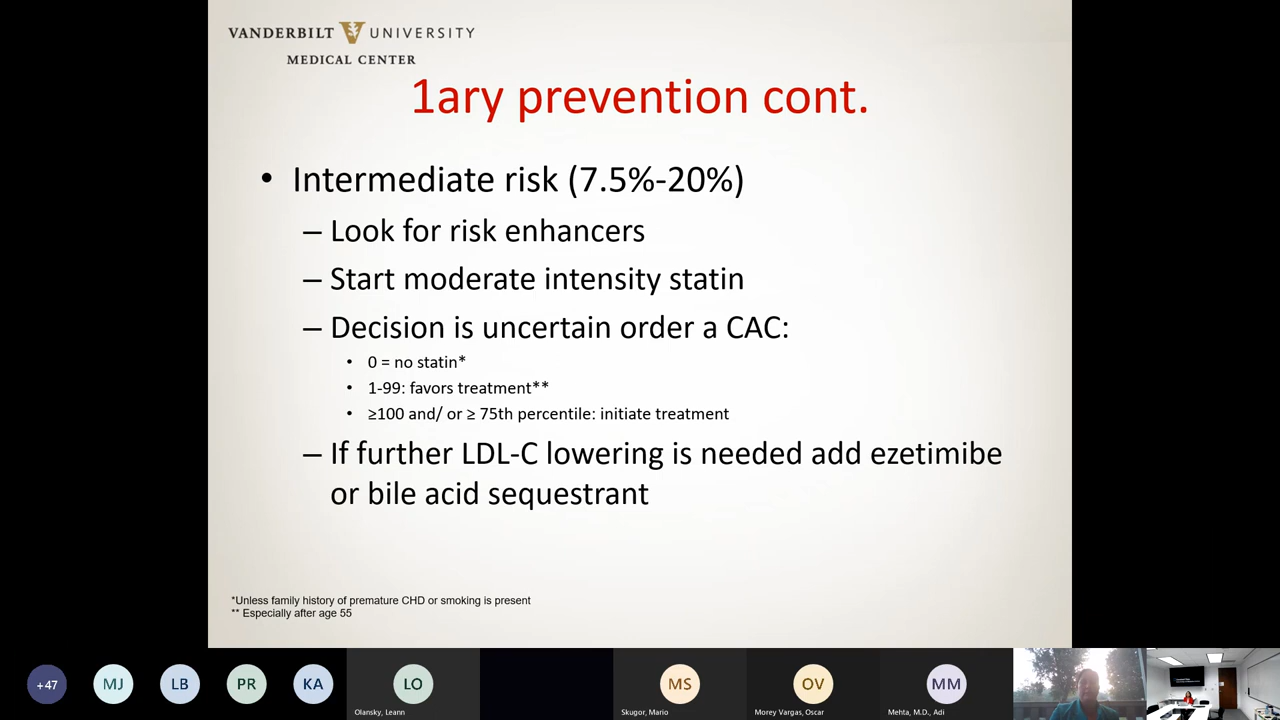 VANDERBILT V UNIVERSITY
MEDICAL CENTER
1ary prevention cont.
• Intermediate risk (7.5%-20%)
– Look for risk enhancers
– Start moderate intensity statin
– Decision is uncertain order a CAC:
• 0 = no statin*
• 1-99: favors treatment**
• ≥100 and/ or ≥ 75th percentile: initiate treatment
– If further LDL-C lowering is needed add ezetimibe
or bile acid sequestrant
*Unless family history of premature CHD or smoking is present
** Especially after age 55
+47 MJ LB PR KA LO MS OV MM
Olansky, Leann Skugor, Mario Morey Vargas, Oscar Mehta, M.D., Adi